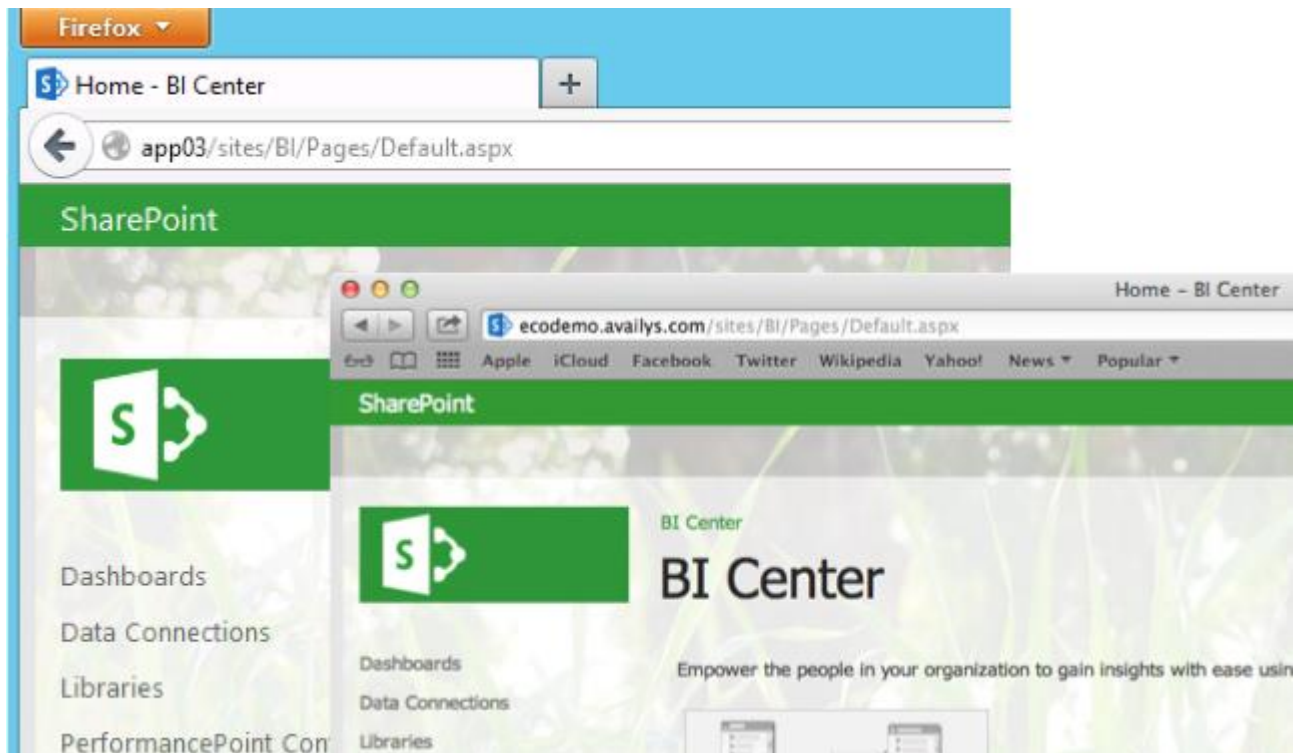 Firefox
Home - BI Center
app03/sites/BI/Pages/Default.aspx
SharePoint
S
Dashboards
Data Connections
Libraries
PerformancePoint Con
Home – BI Center
ecodemo.availys.com/sites/BI/Pages/Default.aspx
Apple iCloud Facebook Twitter Wikipedia Yahoo! News Popular
SharePoint
S
BI Center
BI Center
Dashboards
Data Connections
Libraries
Empower the people in your organization to gain insights with ease usin